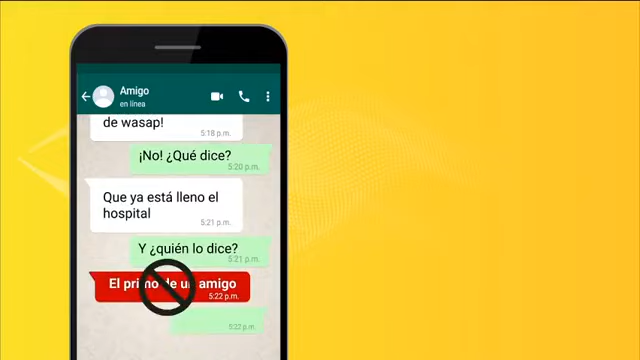 Amigo
en línea
de wasap!
5:18 p.m.
¡No! ¿Qué dice?
5:20 p.m.
Que ya está lleno el
hospital
5:21 p.m.
Y ¿quién lo dice?
5:21 p.m.
El primo de un amigo
5:22 p.m.
5:22 p.m.